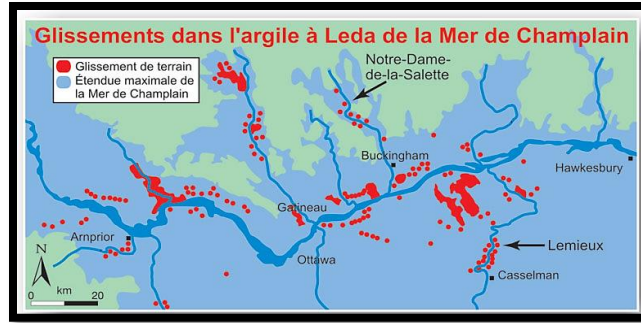 Glissements dans l'argile à Leda de la Mer de Champlain
Glissement de terrain
Étendue maximale de
la Mer de Champlain
Notre-Dame-
de-la-Salette
Buckingham
Hawkesbury
Gatineau
Arnprior
Ottawa
Lemieux
Casselman
N
km
0
20